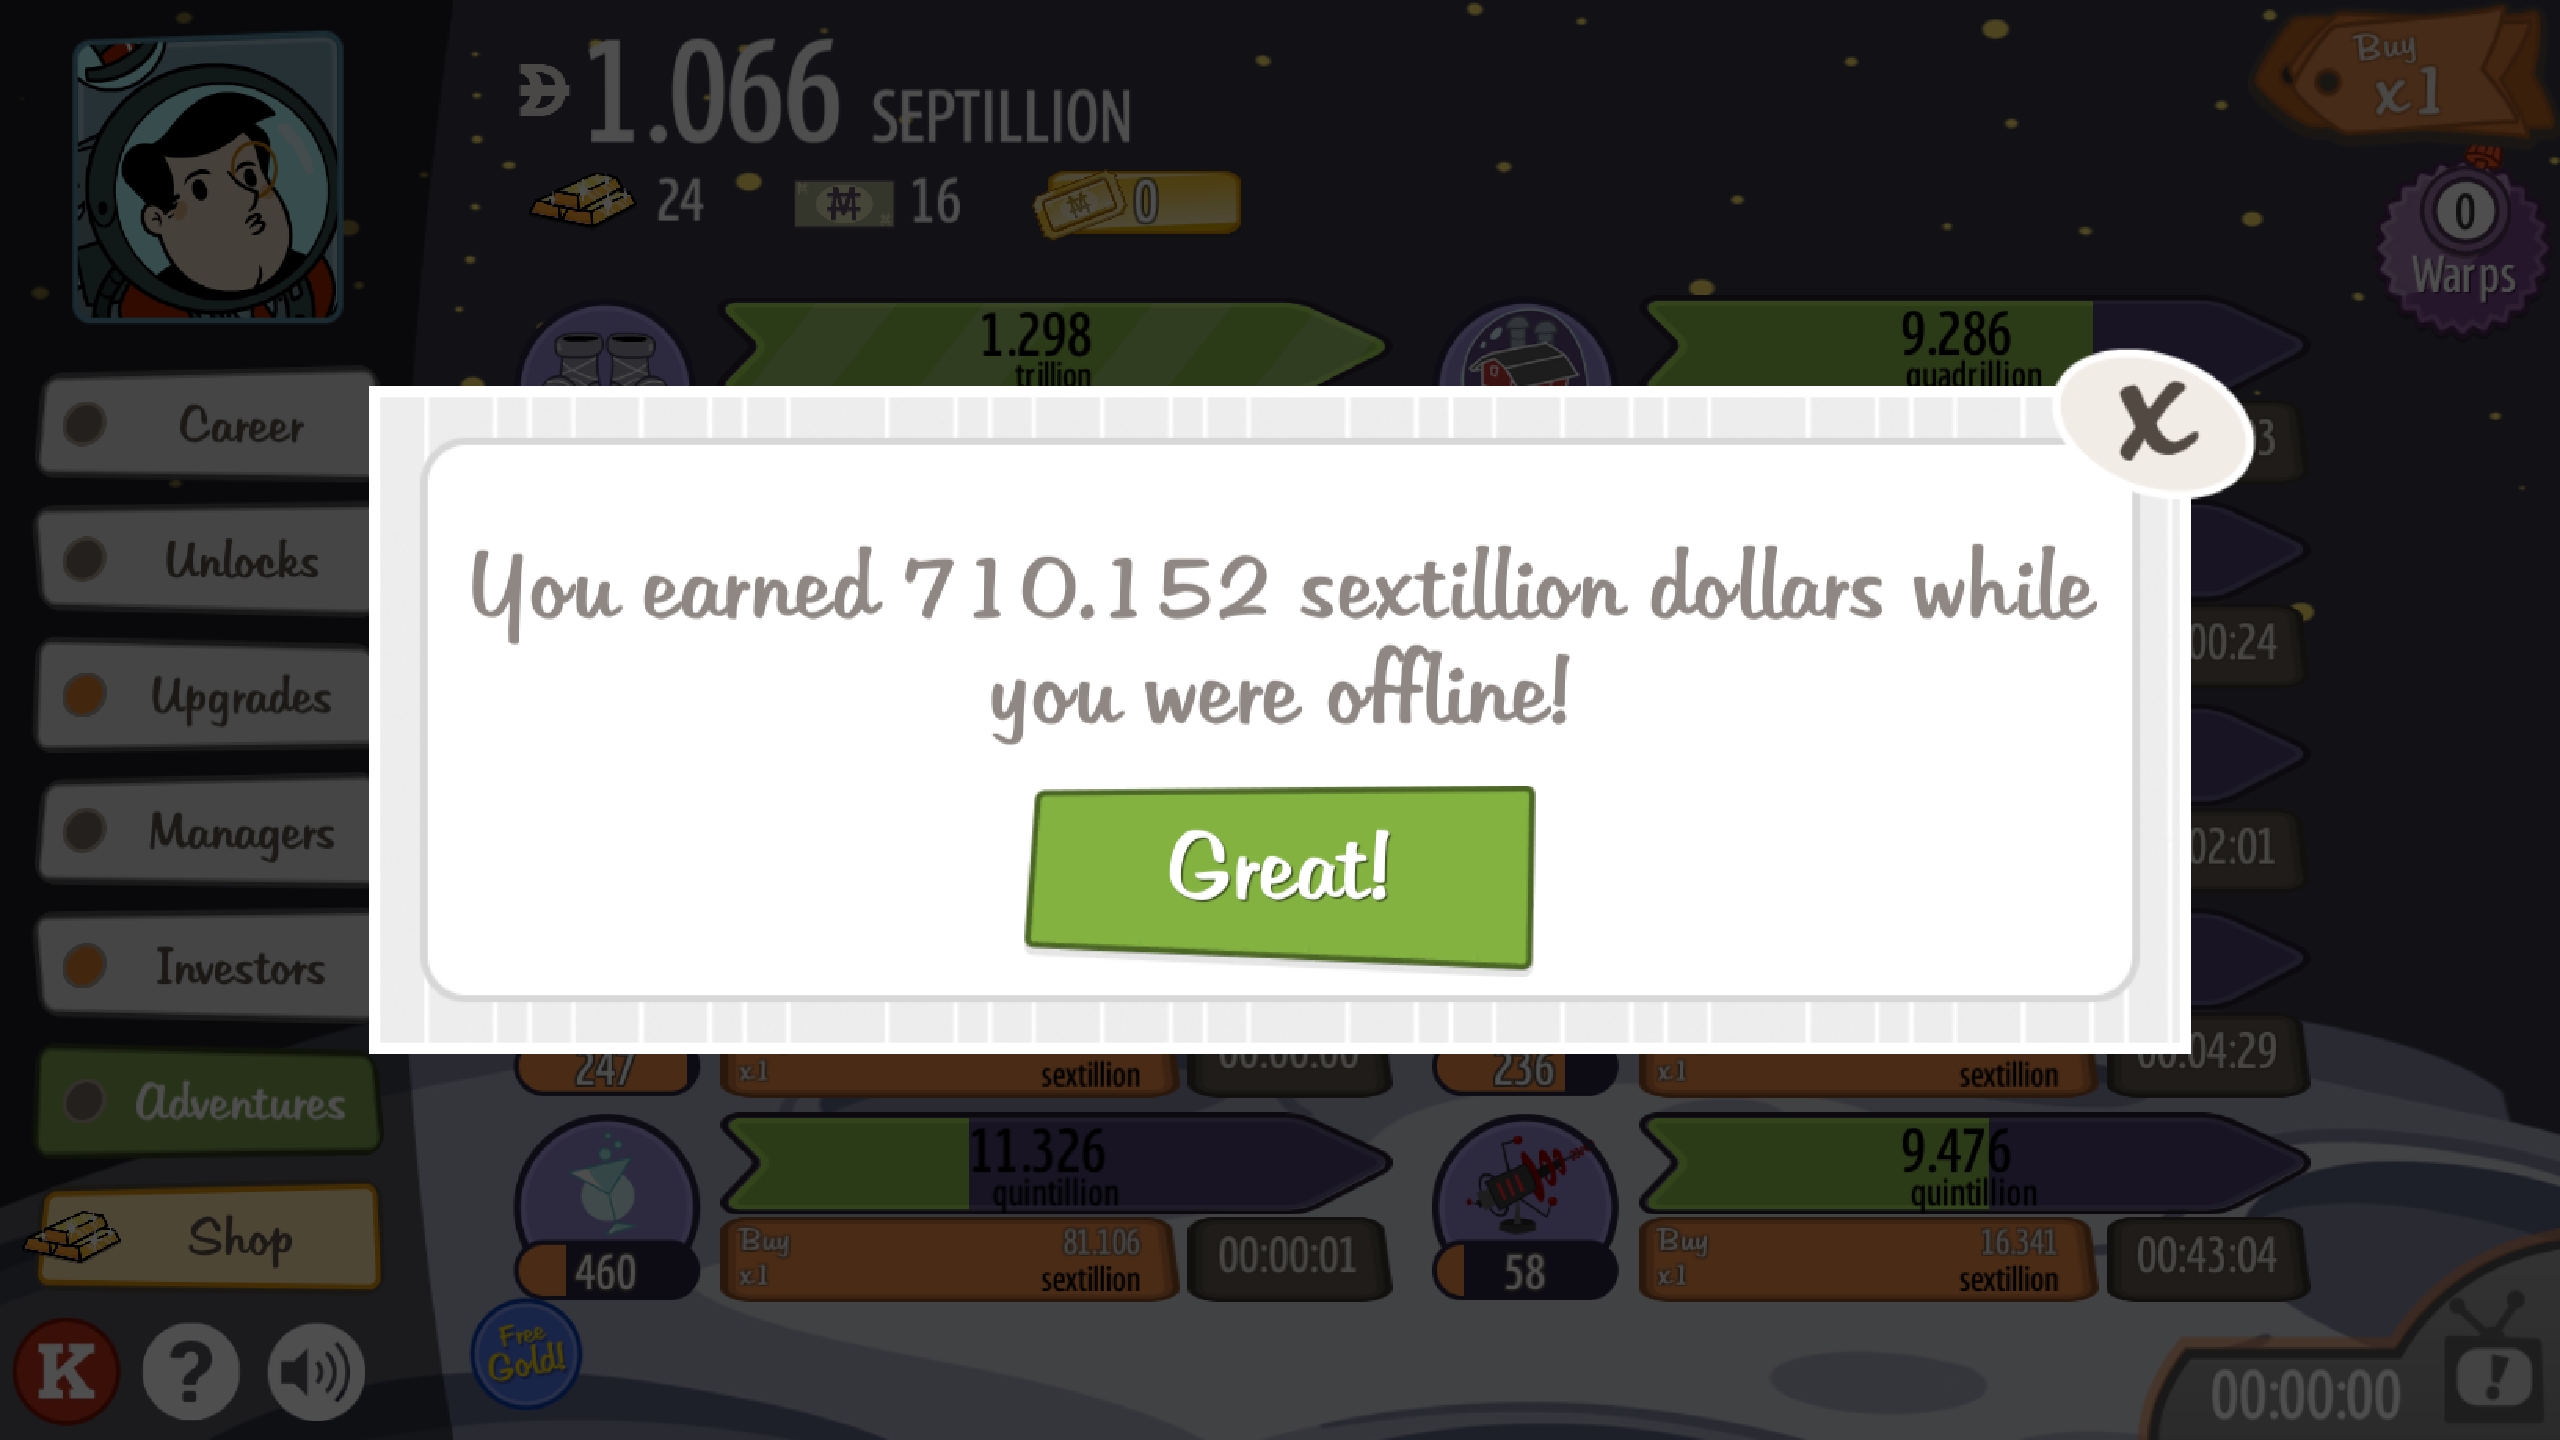 1.066 SEPTILLION
Buy
x1
24
16
0
0
Warps
1.298
trillion
9.286
quadrillion
Career
Unlocks
Upgrades
Managers
Investors
Adventures
Shop
X
You earned 710.152 sextillion dollars while
you were offline!
Great!
3
00:24
02:01
04:29
247
x1
sextillion
236
x1
sextillion
11.326
quintillion
460
Buy 81.106
x1 sextillion
00:00:01
9.476
quintillion
58
Buy 16.341
x1 sextillion
00:43:04
K
?
Free
Gold!
00:00:00
!